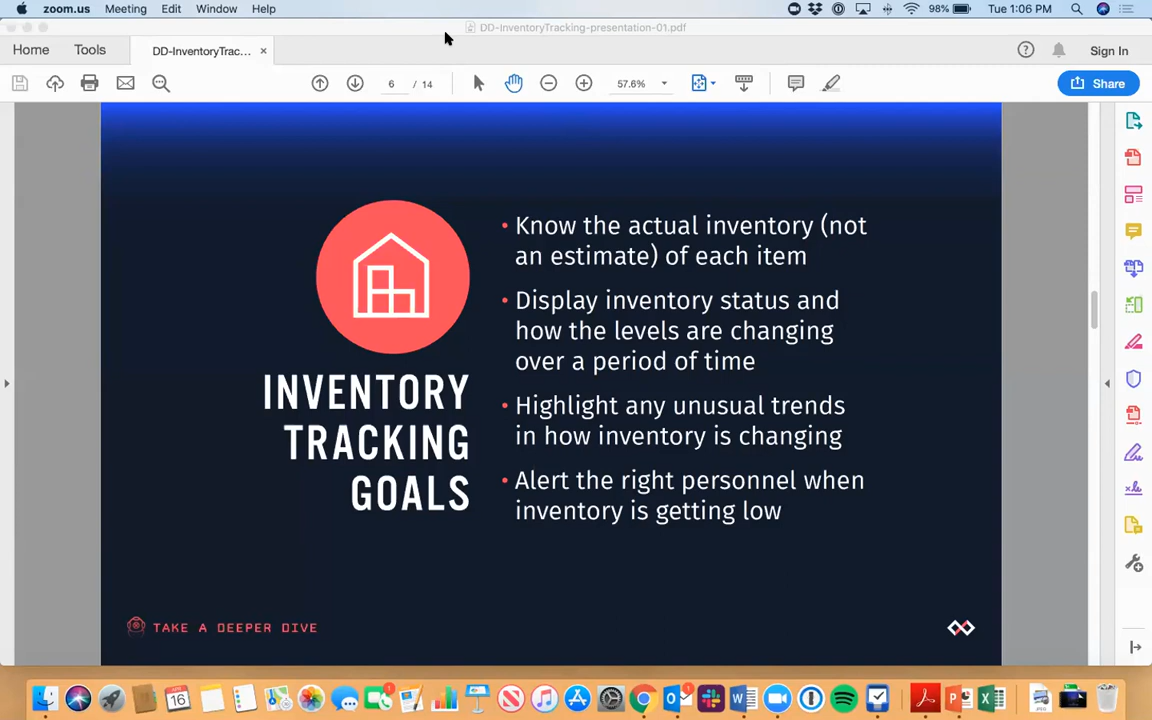 zoom.us Meeting Edit Window Help 98% Tue 1:06 PM
DD-InventoryTracking-presentation-01.pdf
Home Tools DD-InventoryTrac... × Sign In
6 / 14 57.6% Share
INVENTORY
TRACKING
GOALS
• Know the actual inventory (not
an estimate) of each item
• Display inventory status and
how the levels are changing
over a period of time
• Highlight any unusual trends
in how inventory is changing
• Alert the right personnel when
inventory is getting low
TAKE A DEEPER DIVE
16